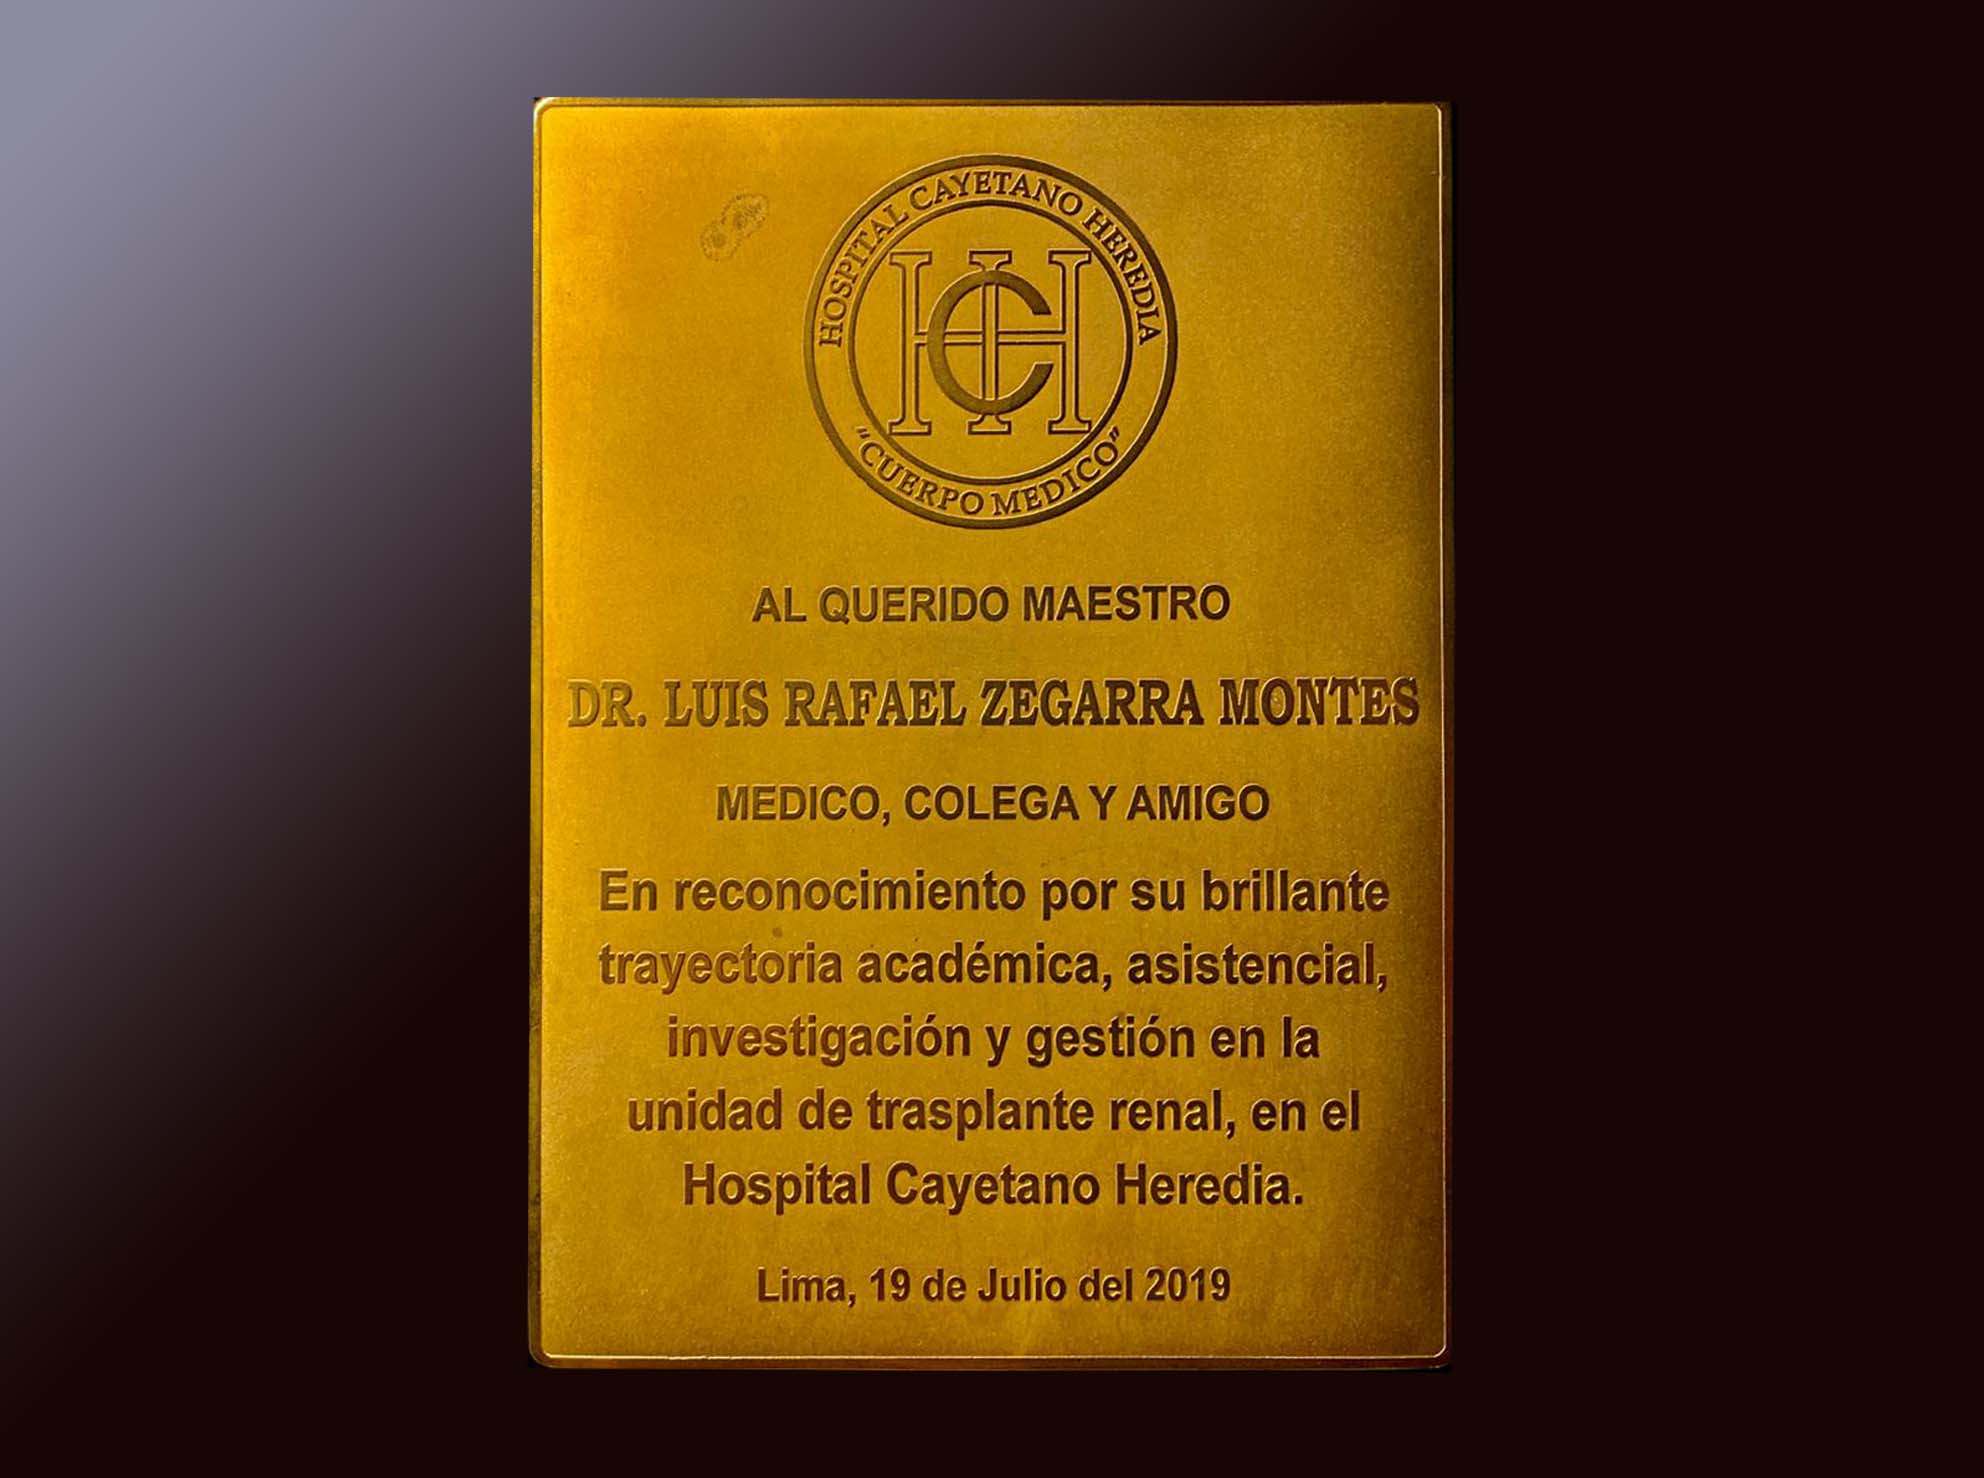 HOSPITAL CAYETANO HEREDIA
HCH
"CUERPO MEDICO"
AL QUERIDO MAESTRO
DR. LUIS RAFAEL ZEGARRA MONTES
MEDICO, COLEGA Y AMIGO
En reconocimiento por su brillante
trayectoria académica, asistencial,
investigación y gestión en la
unidad de trasplante renal, en el
Hospital Cayetano Heredia.
Lima, 19 de Julio del 2019